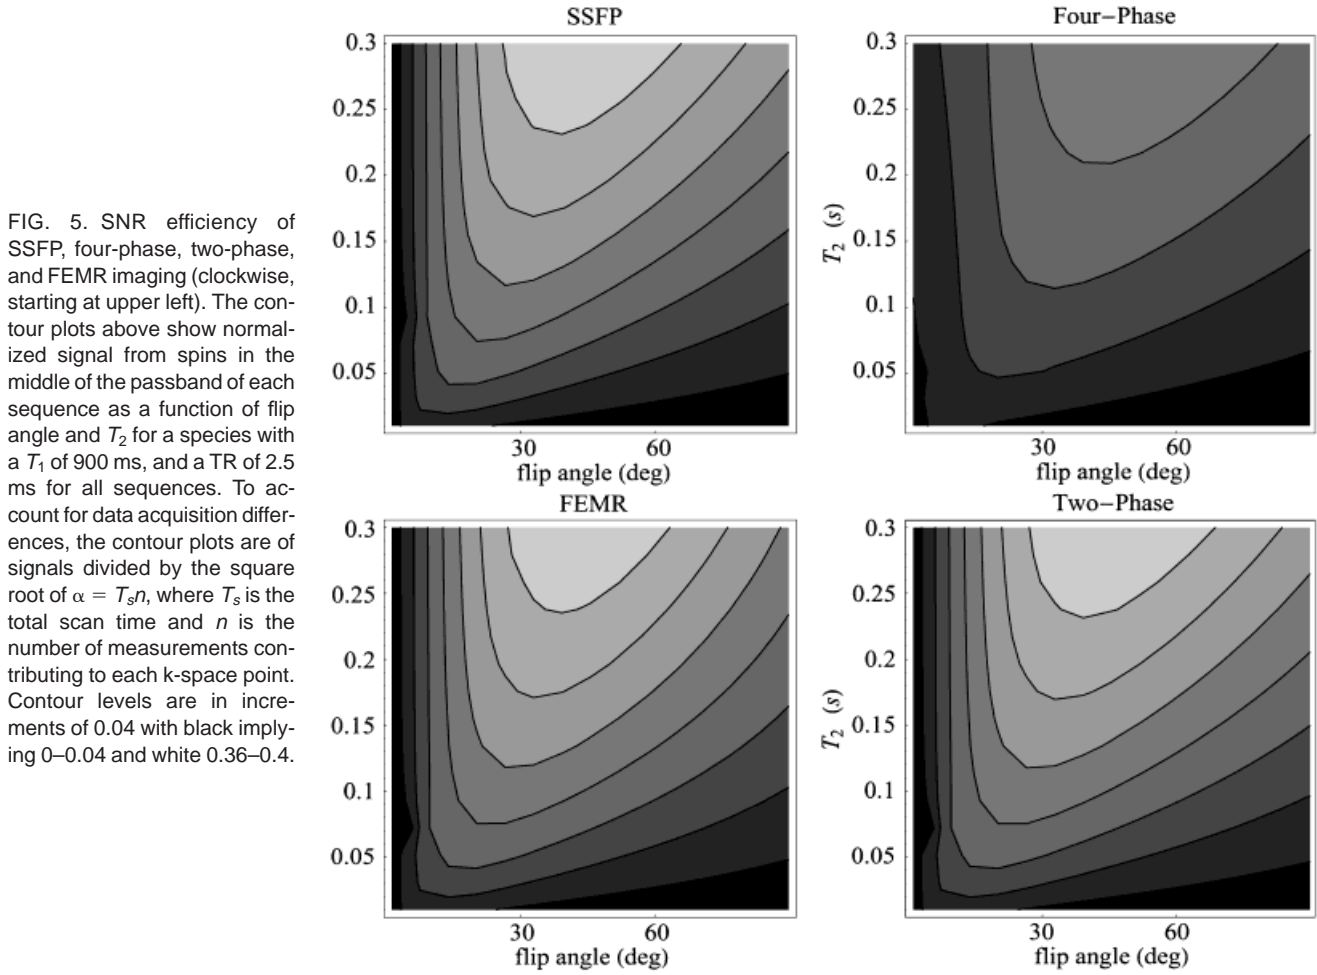 FIG. 5. SNR efficiency of
SSFP, four-phase, two-phase,
and FEMR imaging (clockwise,
starting at upper left). The con-
tour plots above show normal-
ized signal from spins in the
middle of the passband of each
sequence as a function of flip
angle and T2 for a species with
a T1 of 900 ms, and a TR of 2.5
ms for all sequences. To ac-
count for data acquisition differ-
ences, the contour plots are of
signals divided by the square
root of α = Tsn, where Ts is the
total scan time and n is the
number of measurements con-
tributing to each k-space point.
Contour levels are in incre-
ments of 0.04 with black imply-
ing 0–0.04 and white 0.36–0.4.
SSFP
0.3
0.25
0.2
0.15
0.1
0.05
30 60
flip angle (deg)
Four−Phase
T2 (s)
0.3
0.25
0.2
0.15
0.1
0.05
30 60
flip angle (deg)
FEMR
0.3
0.25
0.2
0.15
0.1
0.05
30 60
flip angle (deg)
Two−Phase
T2 (s)
0.3
0.25
0.2
0.15
0.1
0.05
30 60
flip angle (deg)